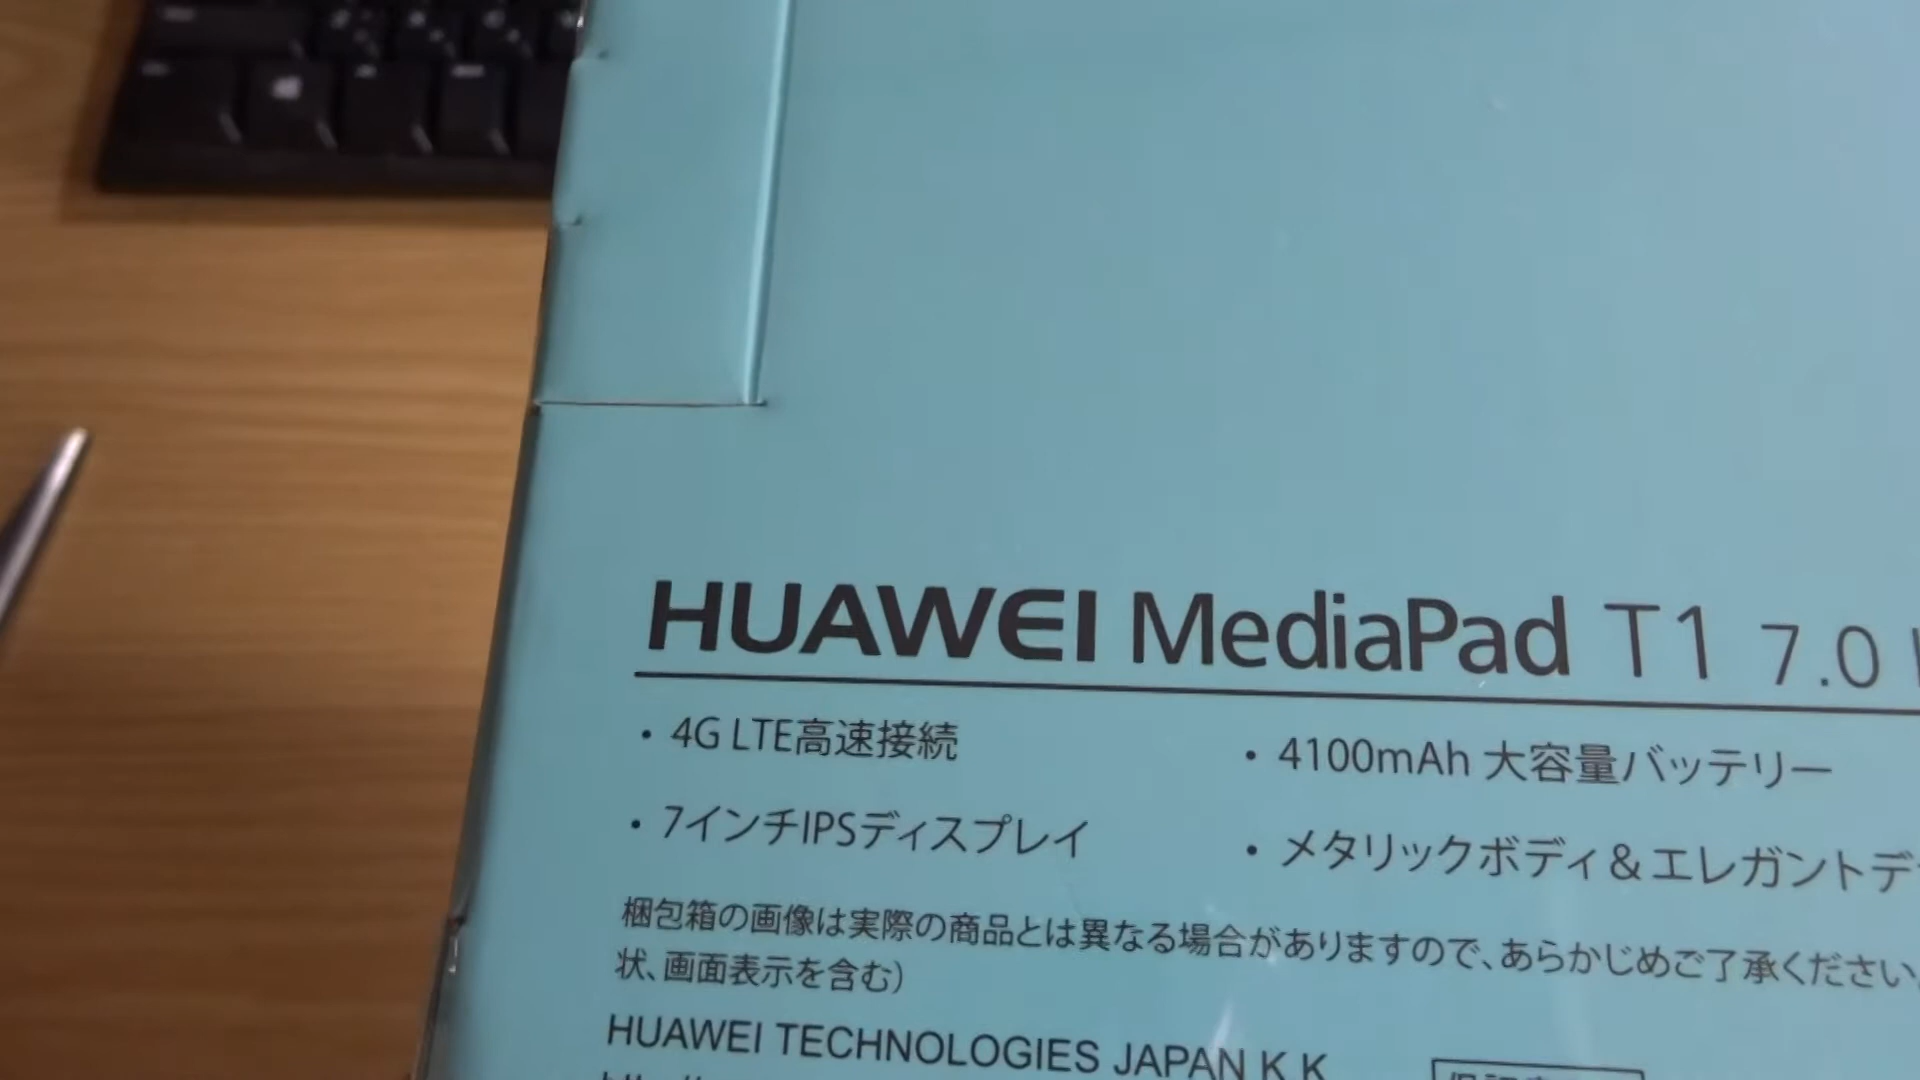 HUAWEI MediaPad T1 7.0
・4G LTE高速接続
・4100mAh 大容量バッテリー
・7インチIPSディスプレイ
・メタリックボディ＆エレガントデ
梱包箱の画像は実際の商品とは異なる場合がありますので、あらかじめご了承ください
状、画面表示を含む）
HUAWEI TECHNOLOGIES JAPAN K.K